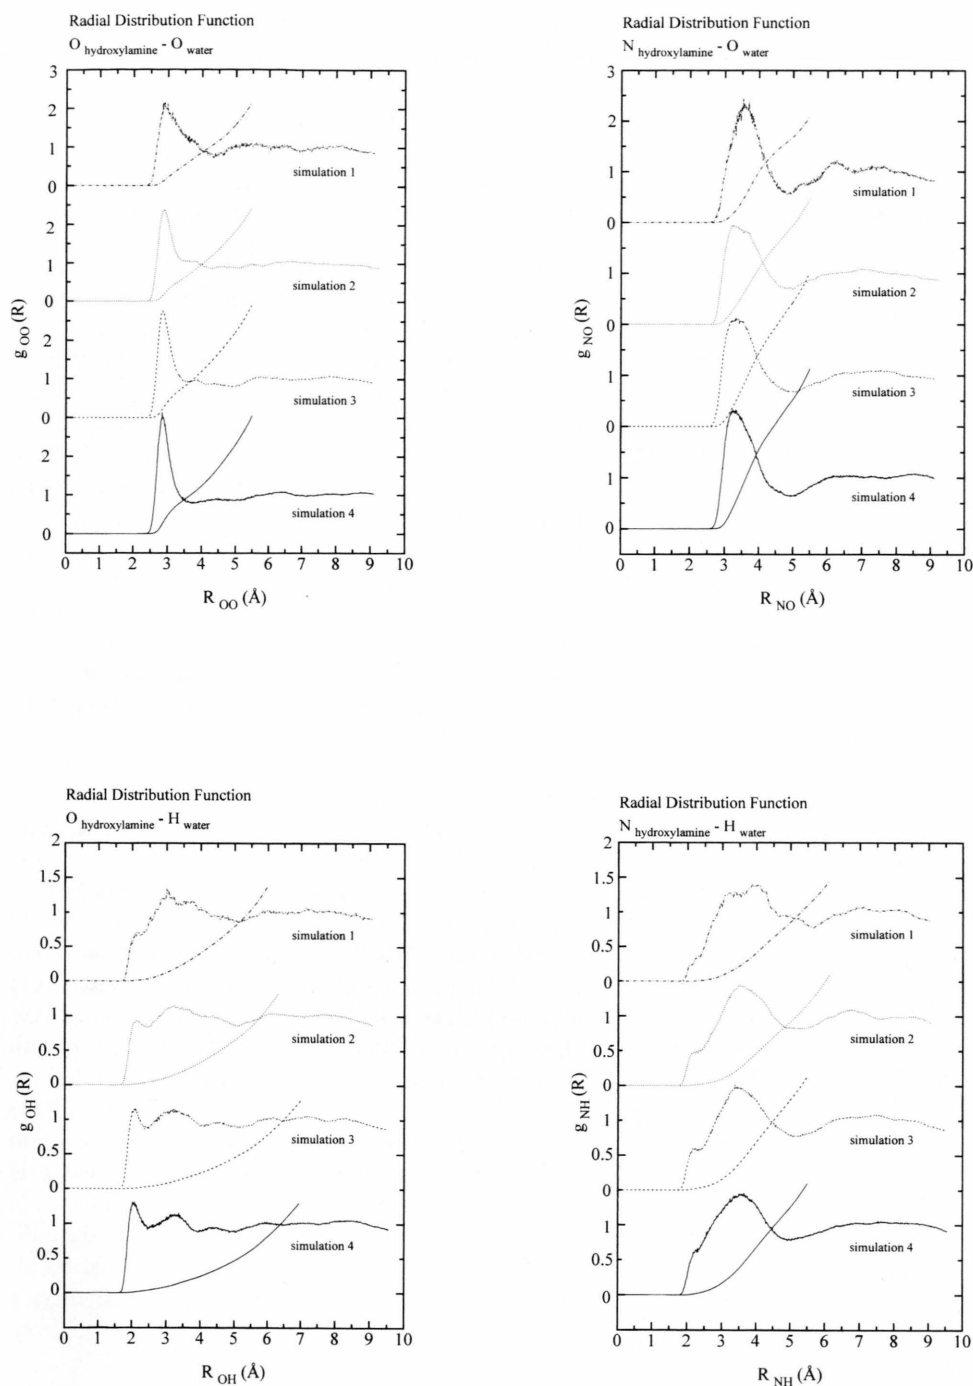 Radial Distribution Function
O hydroxylamine - O water
3
2
1
0
2
1
0
2
1
0
2
1
0
g OO (R)
simulation 1
simulation 2
simulation 3
simulation 4
0 1 2 3 4 5 6 7 8 9 10
R OO (Å)
Radial Distribution Function
N hydroxylamine - O water
3
2
1
0
1
0
1
0
1
0
g NO (R)
simulation 1
simulation 2
simulation 3
simulation 4
0 1 2 3 4 5 6 7 8 9 10
R NO (Å)
Radial Distribution Function
O hydroxylamine - H water
2
1.5
1
0.5
0
1
0.5
0
1
0.5
0
1
0.5
0
g OH (R)
simulation 1
simulation 2
simulation 3
simulation 4
0 1 2 3 4 5 6 7 8 9 10
R OH (Å)
Radial Distribution Function
N hydroxylamine - H water
2
1.5
1
0.5
0
1
0.5
0
1
0.5
0
1
0.5
0
g NH (R)
simulation 1
simulation 2
simulation 3
simulation 4
0 1 2 3 4 5 6 7 8 9 10
R NH (Å)